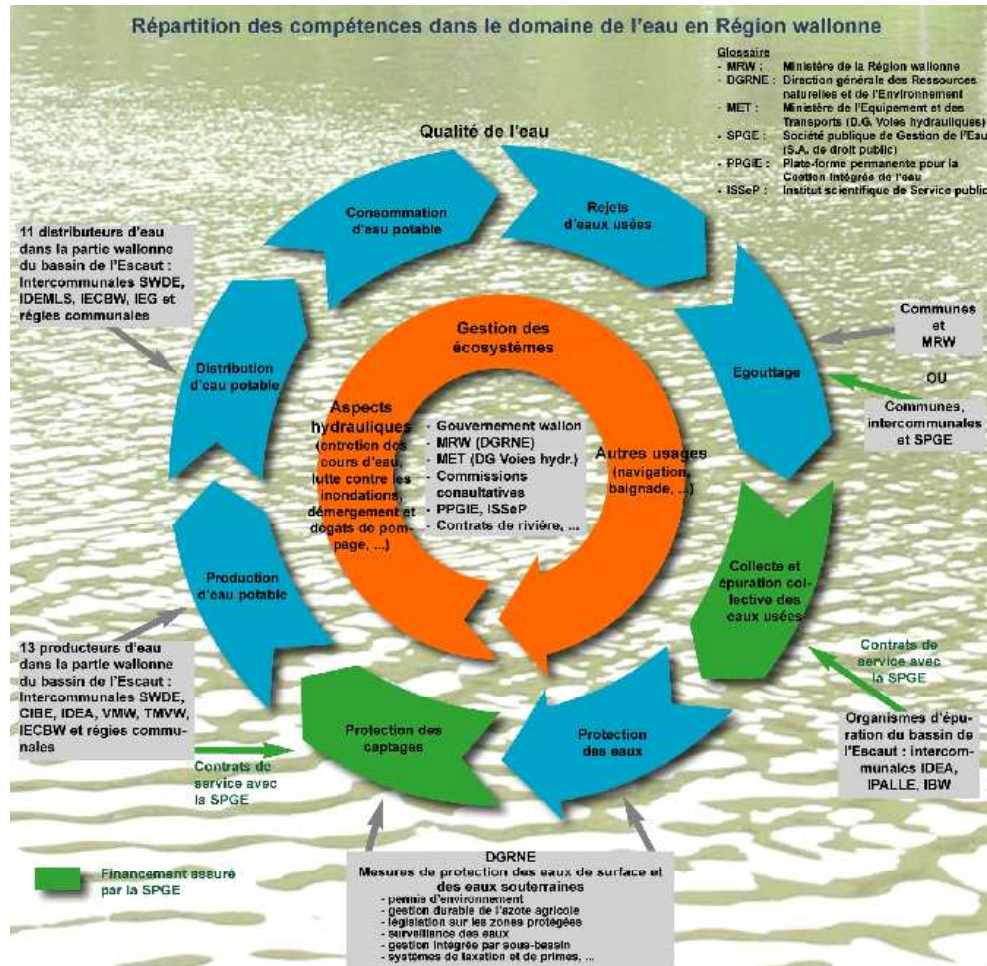 Répartition des compétences dans le domaine de l'eau en Région wallonne
Glossaire
- MRW : Ministère de la Région wallonne
- DGRNE : Direction générale des Ressources
naturelles et de l'Environnement
- MET : Ministère de l'Equipement et des
Transports (D.G. Voies hydrauliques)
- SPGE : Société publique de Gestion de l'Eau
(S.A. de droit public)
- PPGIE : Plate-forme permanente pour la
Gestion Intégrée de l'eau
- ISSeP : Institut scientifique de Service public
Qualité de l'eau
Consommation
d'eau potable
Rejets
d'eaux usées
11 distributeurs d'eau
dans la partie wallonne
du bassin de l'Escaut :
Intercommunales SWDE,
IDEMLS, IECBW, IEG et
régies communales
Gestion des
écosystèmes
Communes
et
MRW
OU
Communes,
intercommunales
et SPGE
Distribution
d'eau potable
Egouttage
Aspects
hydrauliques
(entretien des
cours d'eau,
lutte contre les
inondations,
démergement et
dégâts de pom-
page, ...)
- Gouvernement wallon
- MRW (DGRNE)
- MET (DG Voies hydr.)
- Commissions
consultatives
- PPGIE, ISSeP
- Contrats de rivière, ...
Autres usages
(navigation,
baignade, ...)
Production
d'eau potable
Collecte et
épuration col-
lective des
eaux usées
13 producteurs d'eau
dans la partie wallonne
du bassin de l'Escaut :
Intercommunales SWDE,
CIBE, IDEA, VMW, TMVW,
IECBW et régies commu-
nales
Contrats de
service avec
la SPGE
Contrats de
service avec
la SPGE
Organismes d'épu-
ration du bassin de
l'Escaut : intercom-
munales IDEA,
IPALLE, IBW
Protection des
captages
Protection
des eaux
Financement assuré
par la SPGE
DGRNE
Mesures de protection des eaux de surface et
des eaux souterraines
- permis d'environnement
- gestion durable de l'azote agricole
- législation sur les zones protégées
- surveillance des eaux
- gestion intégrée par sous-bassin
- systèmes de taxation et de primes, ...